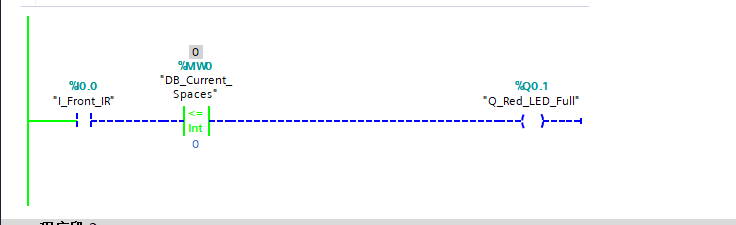 0
%MW0
"DB_Current_
Spaces"
%I0.0
"I_Front_IR"
<=
Int
0
%Q0.1
"Q_Red_LED_Full"